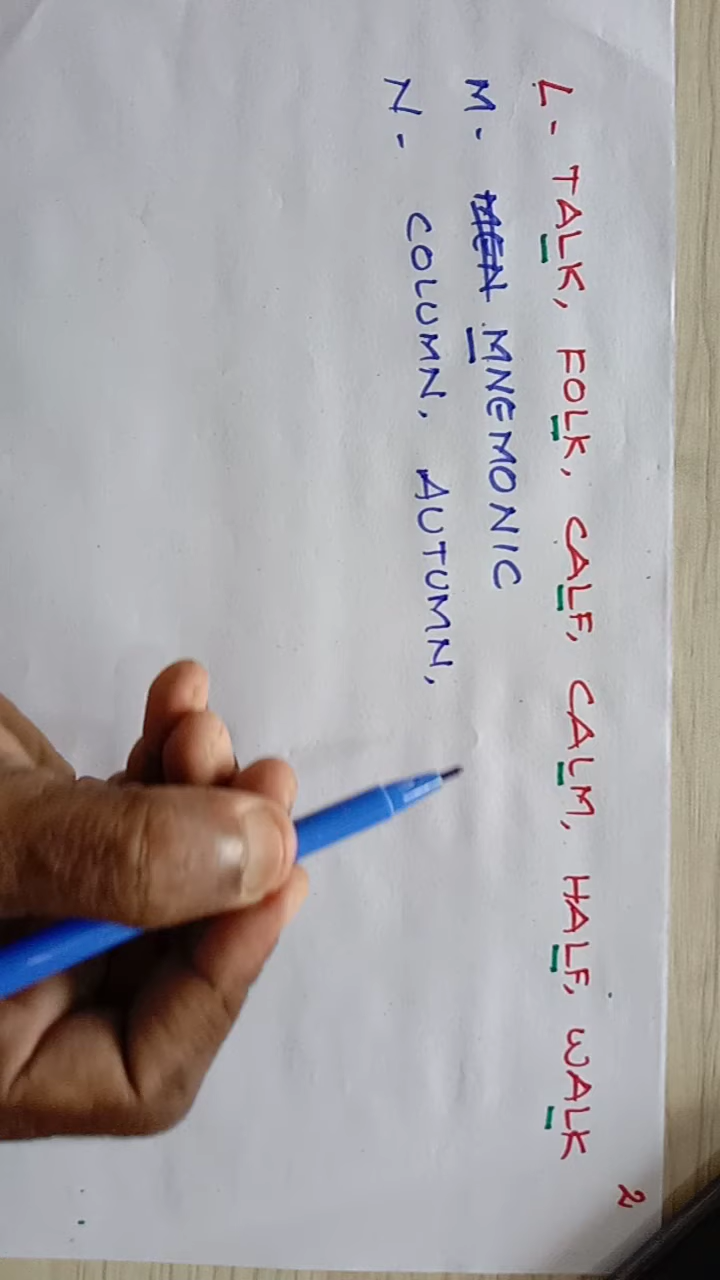 2
L- TALK, FOLK, CALF, CALM, HALF, WALK
M- MNEMONIC
N- COLUMN, AUTUMN,